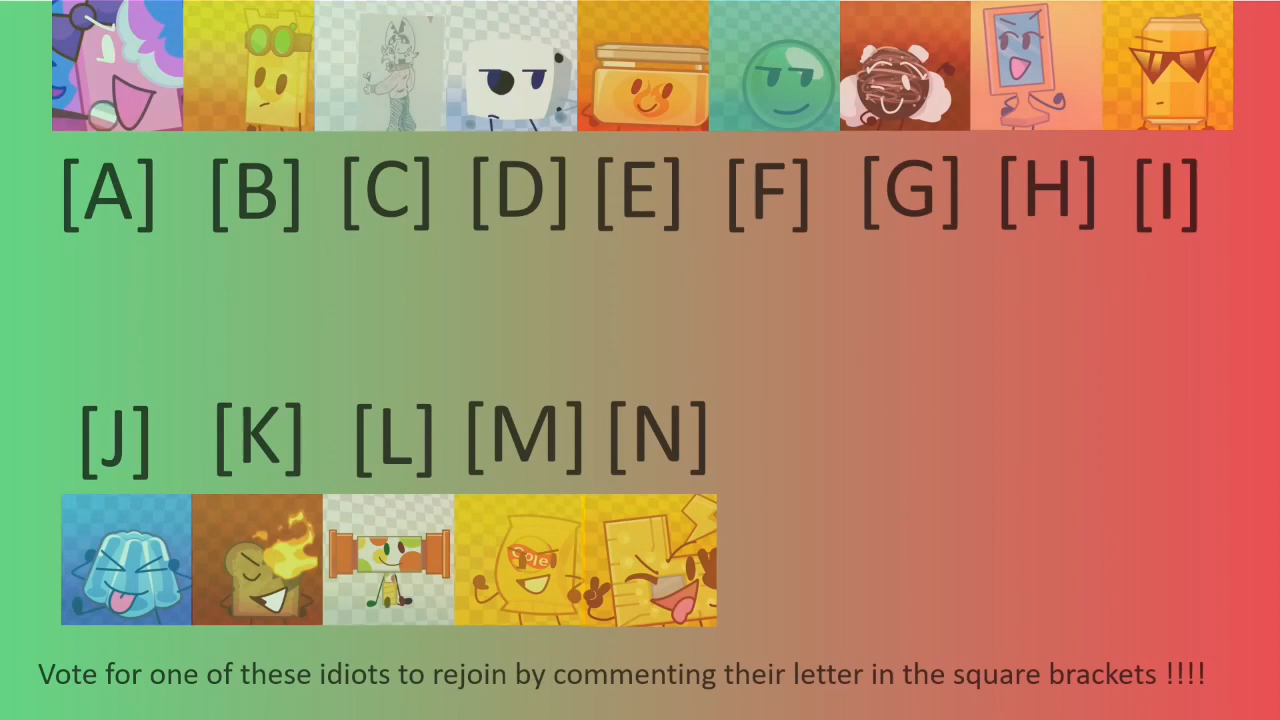 [A] [B] [C] [D] [E] [F] [G] [H] [I]
[J] [K] [L] [M] [N]
Vote for one of these idiots to rejoin by commenting their letter in the square brackets !!!!